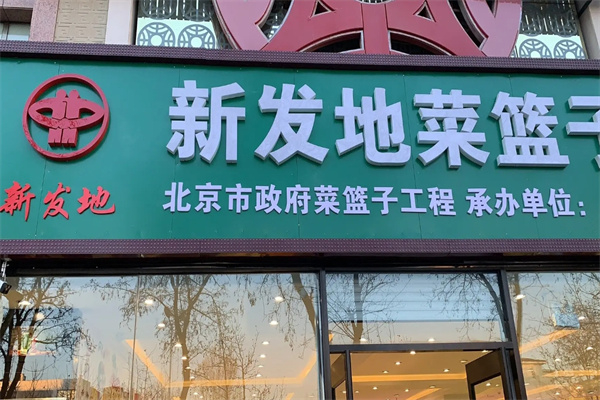 新发地菜篮子
新发地
北京市政府菜篮子工程 承办单位: